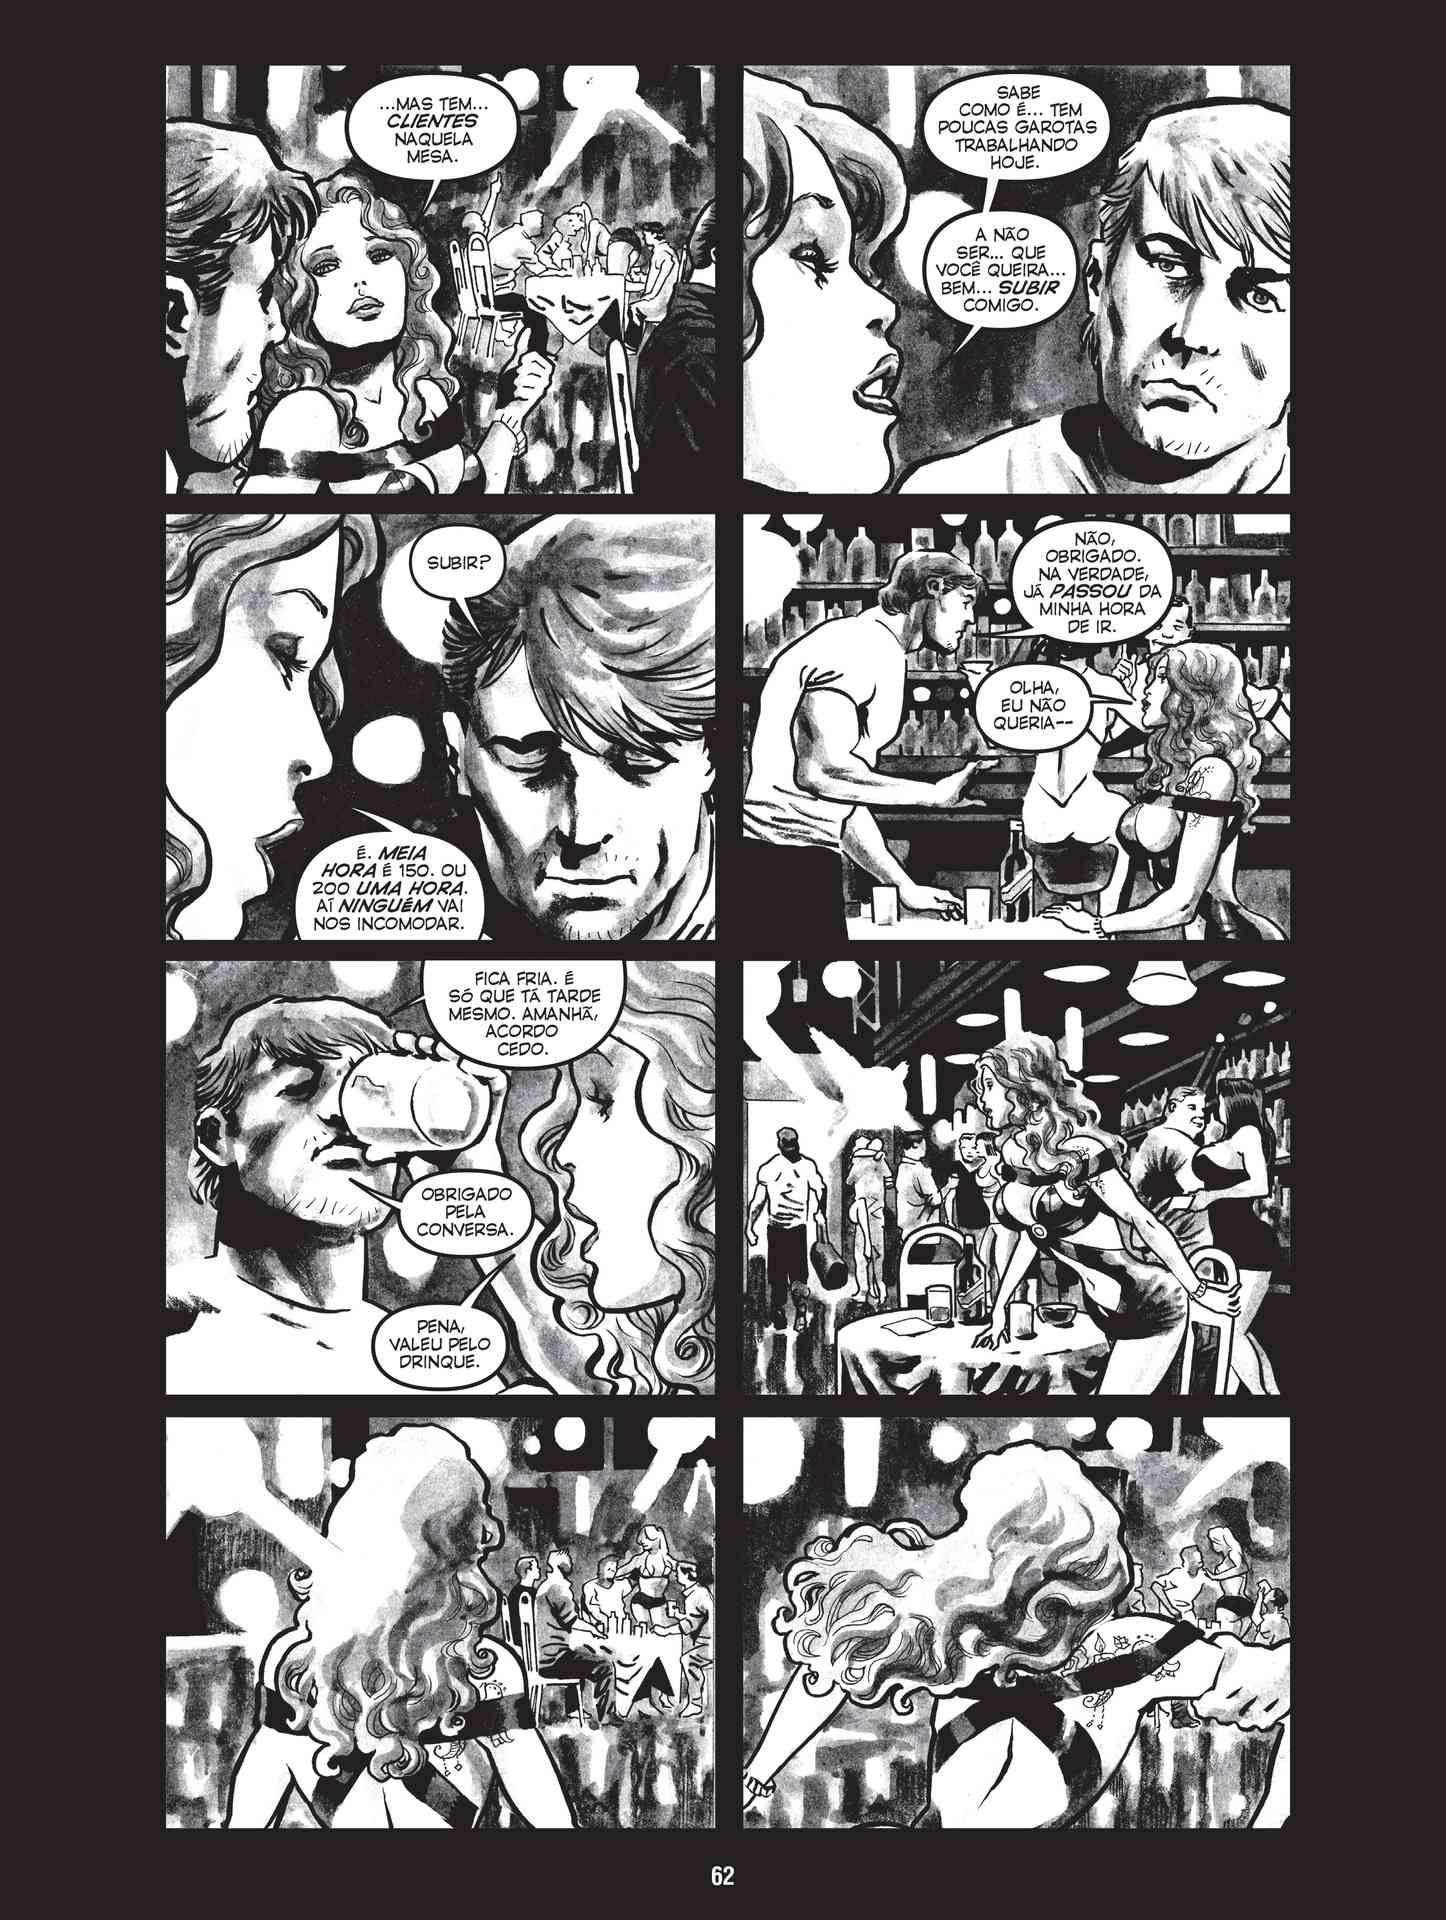 ...MAS TEM...
CLIENTES
NAQUELA
MESA.
SABE
COMO É... TEM
POUCAS GAROTAS
TRABALHANDO
HOJE.
A NÃO
SER... QUE
VOCÊ QUEIRA...
BEM... SUBIR
COMIGO.
SUBIR?
É. MEIA
HORA É 150. OU
200 UMA HORA.
AÍ NINGUÉM VAI
NOS INCOMODAR.
NÃO,
OBRIGADO.
NA VERDADE,
JÁ PASSOU DA
MINHA HORA
DE IR.
OLHA,
EU NÃO
QUERIA--
FICA FRIA. É
SÓ QUE TÁ TARDE
MESMO. AMANHÃ,
ACORDO
CEDO.
OBRIGADO
PELA
CONVERSA.
PENA,
VALEU PELO
DRINQUE.
62